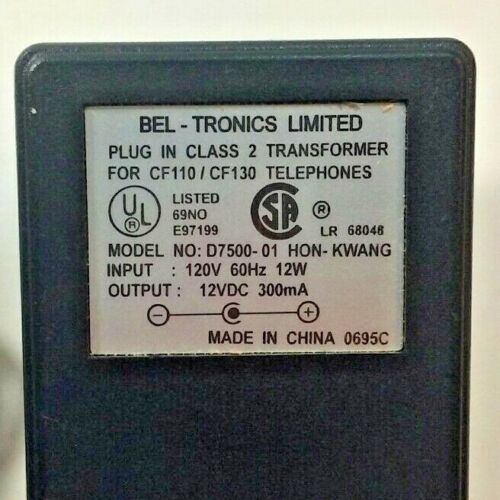 BEL - TRONICS LIMITED
PLUG IN CLASS 2 TRANSFORMER
FOR CF110 / CF130 TELEPHONES
UL ® LISTED
69NO
E97199
SA ®
LR 68048
MODEL NO: D7500-01 HON-KWANG
INPUT : 120V 60Hz 12W
OUTPUT : 12VDC 300mA
MADE IN CHINA 0695C